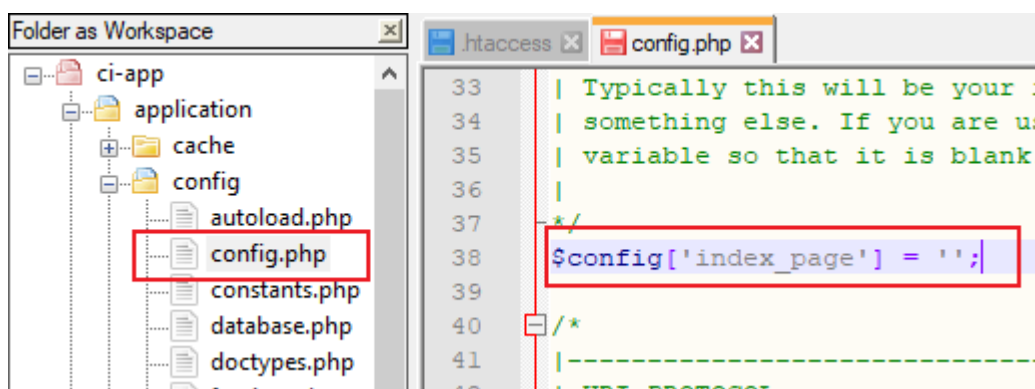 Folder as Workspace
ci-app
application
cache
config
autoload.php
config.php
constants.php
database.php
doctypes.php
.htaccess config.php
33 | Typically this will be your
34 | something else. If you are
35 | variable so that it is blank
36 |
37 */
38 $config['index_page'] = '';
39
40 /*
41 |------------------------------